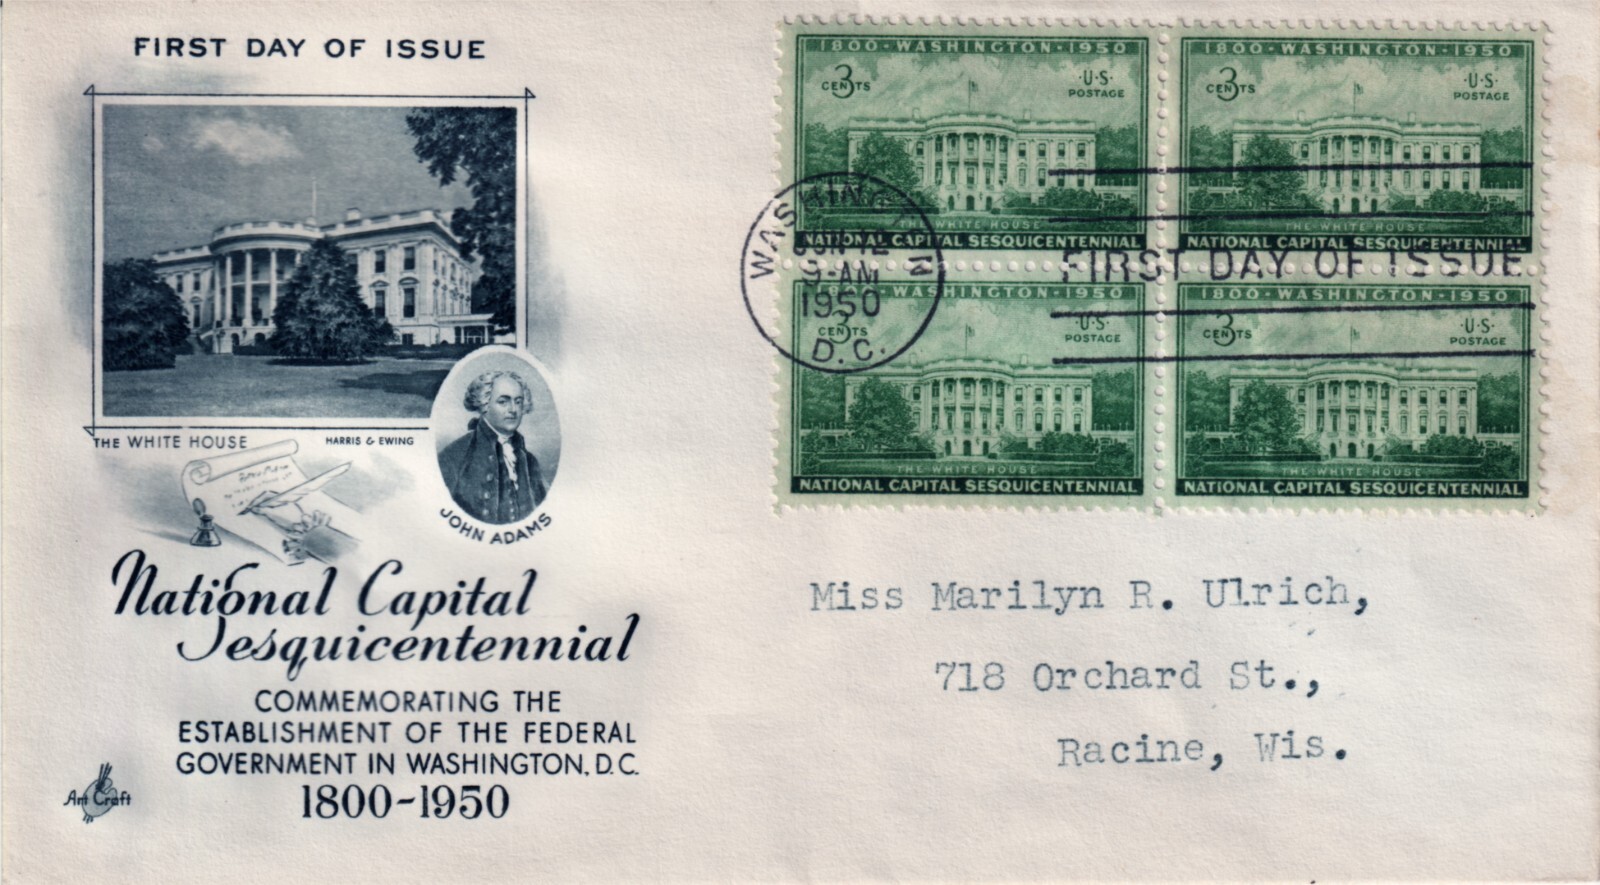 FIRST DAY OF ISSUE
THE WHITE HOUSE
HARRIS & EWING
JOHN ADAMS
National Capital
Sesquicentennial
COMMEMORATING THE
ESTABLISHMENT OF THE FEDERAL
GOVERNMENT IN WASHINGTON, D.C.
1800-1950
Art Craft
1800·WASHINGTON·1950
3 CENTS
·U·S· POSTAGE
THE WHITE HOUSE
NATIONAL CAPITAL SESQUICENTENNIAL
1800·WASHINGTON·1950
3 CENTS
·U·S· POSTAGE
THE WHITE HOUSE
NATIONAL CAPITAL SESQUICENTENNIAL
WASHINGTON
JUN 12
9-AM
1950
D.C.
FIRST DAY OF ISSUE
1800·WASHINGTON·1950
3 CENTS
·U·S· POSTAGE
THE WHITE HOUSE
NATIONAL CAPITAL SESQUICENTENNIAL
1800·WASHINGTON·1950
3 CENTS
·U·S· POSTAGE
THE WHITE HOUSE
NATIONAL CAPITAL SESQUICENTENNIAL
Miss Marilyn R. Ulrich,
718 Orchard St.,
Racine, Wis.